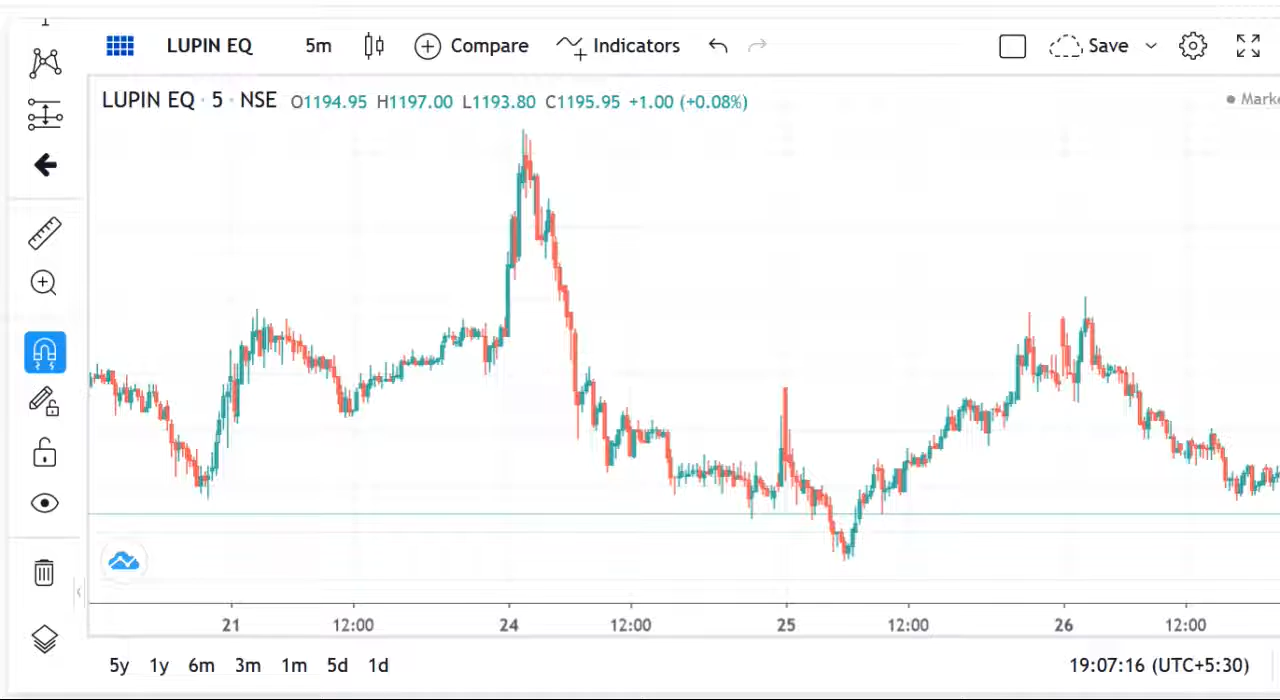 LUPIN EQ 5m Compare Indicators Save
LUPIN EQ · 5 · NSE O1194.95 H1197.00 L1193.80 C1195.95 +1.00 (+0.08%)
Marke
21 12:00 24 12:00 25 12:00 26 12:00
5y 1y 6m 3m 1m 5d 1d 19:07:16 (UTC+5:30)